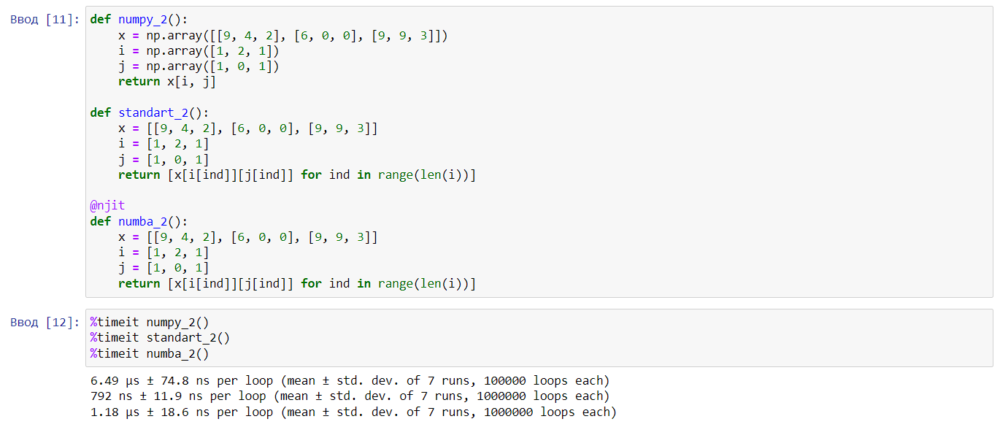 Ввод [11]: def numpy_2():
    x = np.array([[9, 4, 2], [6, 0, 0], [9, 9, 3]])
    i = np.array([1, 2, 1])
    j = np.array([1, 0, 1])
    return x[i, j]

def standart_2():
    x = [[9, 4, 2], [6, 0, 0], [9, 9, 3]]
    i = [1, 2, 1]
    j = [1, 0, 1]
    return [x[i[ind]][j[ind]] for ind in range(len(i))]

@njit
def numba_2():
    x = [[9, 4, 2], [6, 0, 0], [9, 9, 3]]
    i = [1, 2, 1]
    j = [1, 0, 1]
    return [x[i[ind]][j[ind]] for ind in range(len(i))]

Ввод [12]: %timeit numpy_2()
%timeit standart_2()
%timeit numba_2()

6.49 µs ± 74.8 ns per loop (mean ± std. dev. of 7 runs, 100000 loops each)
792 ns ± 11.9 ns per loop (mean ± std. dev. of 7 runs, 1000000 loops each)
1.18 µs ± 18.6 ns per loop (mean ± std. dev. of 7 runs, 1000000 loops each)